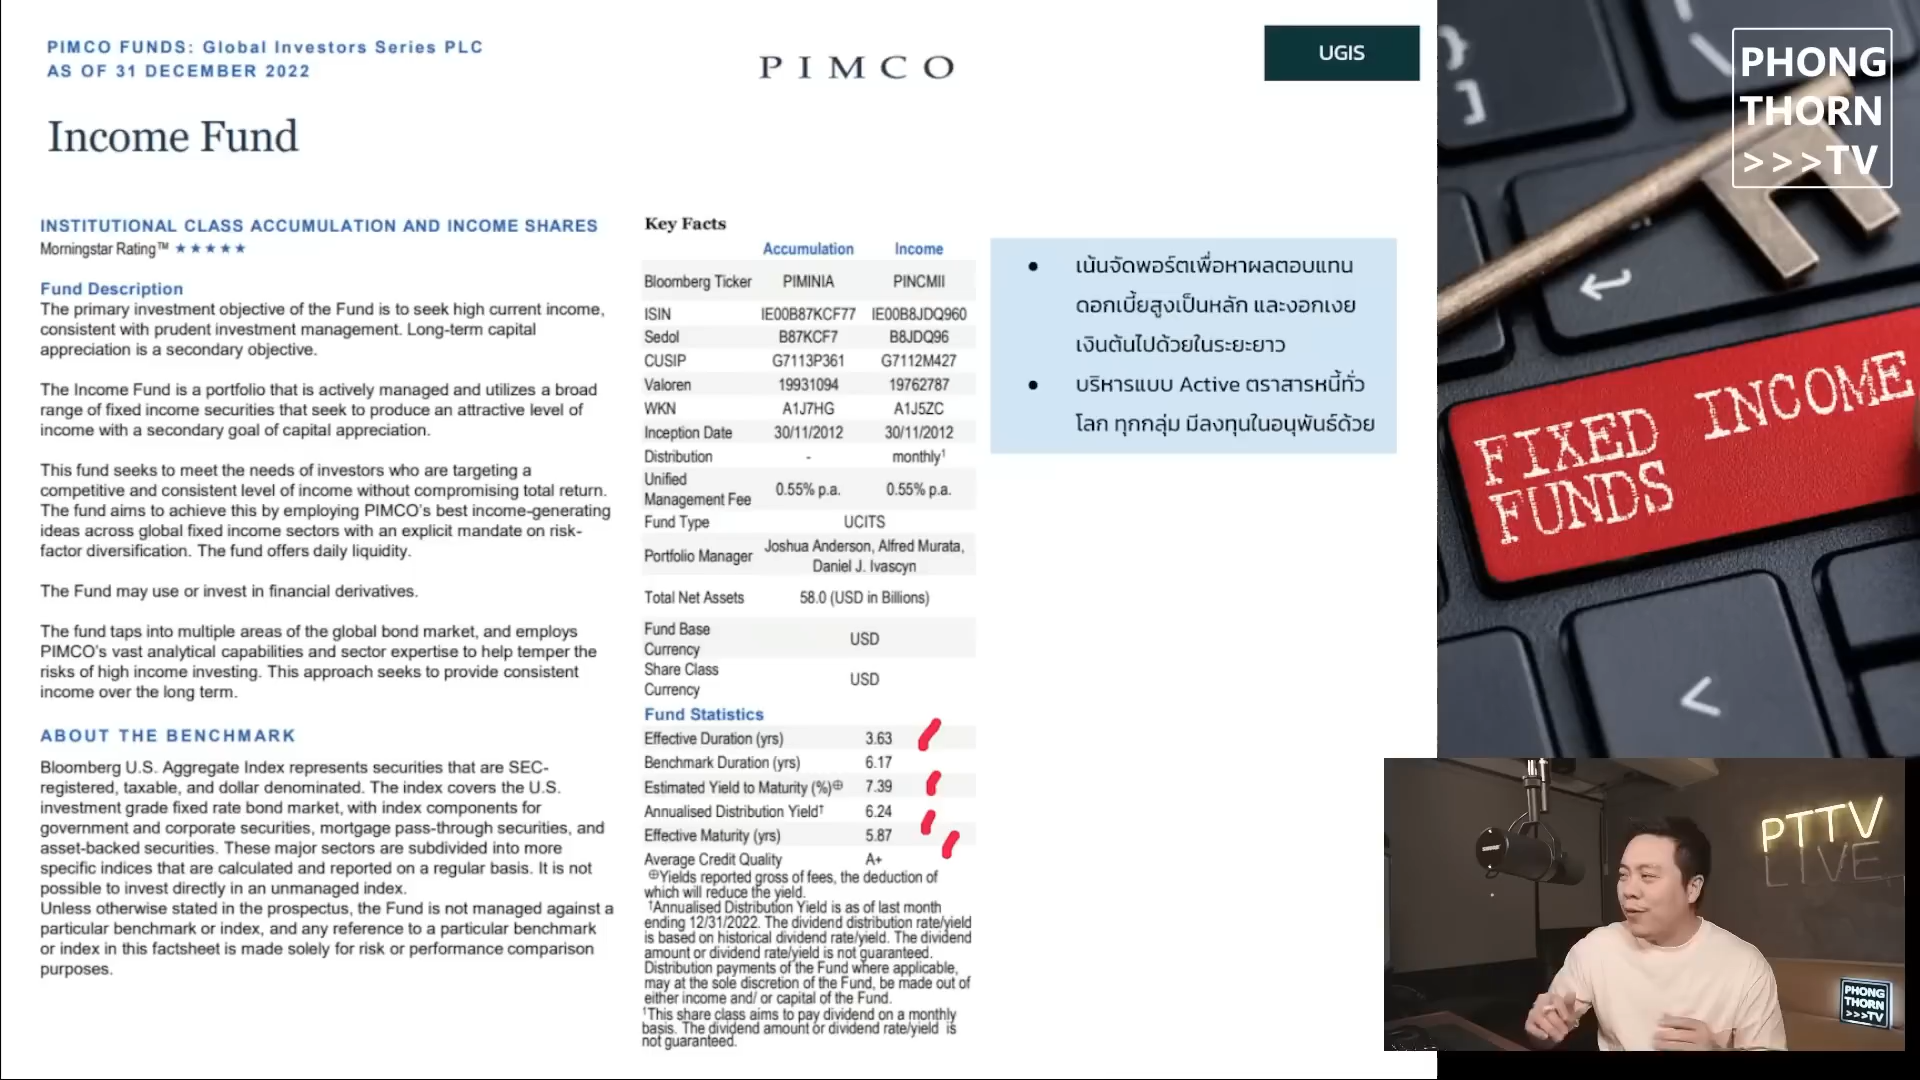 PIMCO FUNDS: Global Investors Series PLC
AS OF 31 DECEMBER 2022
PIMCO
UGIS
PHONG
THORN
>>>TV
Income Fund
INSTITUTIONAL CLASS ACCUMULATION AND INCOME SHARES
Morningstar Rating™ ★★★★★
Fund Description
The primary investment objective of the Fund is to seek high current income,
consistent with prudent investment management. Long-term capital
appreciation is a secondary objective.
The Income Fund is a portfolio that is actively managed and utilizes a broad
range of fixed income securities that seek to produce an attractive level of
income with a secondary goal of capital appreciation.
This fund seeks to meet the needs of investors who are targeting a
competitive and consistent level of income without compromising total return.
The fund aims to achieve this by employing PIMCO's best income-generating
ideas across global fixed income sectors with an explicit mandate on risk-
factor diversification. The fund offers daily liquidity.
The Fund may use or invest in financial derivatives.
The fund taps into multiple areas of the global bond market, and employs
PIMCO's vast analytical capabilities and sector expertise to help temper the
risks of high income investing. This approach seeks to provide consistent
income over the long term.
ABOUT THE BENCHMARK
Bloomberg U.S. Aggregate Index represents securities that are SEC-
registered, taxable, and dollar denominated. The index covers the U.S.
investment grade fixed rate bond market, with index components for
government and corporate securities, mortgage pass-through securities, and
asset-backed securities. These major sectors are subdivided into more
specific indices that are calculated and reported on a regular basis. It is not
possible to invest directly in an unmanaged index.
Unless otherwise stated in the prospectus, the Fund is not managed against a
particular benchmark or index, and any reference to a particular benchmark
or index in this factsheet is made solely for risk or performance comparison
purposes.
Key Facts
Accumulation Income
Bloomberg Ticker PIMINIA PINCMII
ISIN IE00B87KCF77 IE00B8JDQ960
Sedol B87KCF7 B8JDQ96
CUSIP G7113P361 G7112M427
Valoren 19931094 19762787
WKN A1J7HG A1J5ZC
Inception Date 30/11/2012 30/11/2012
Distribution - monthly¹
Unified
Management Fee 0.55% p.a. 0.55% p.a.
Fund Type UCITS
Portfolio Manager Joshua Anderson, Alfred Murata,
Daniel J. Ivascyn
Total Net Assets 58.0 (USD in Billions)
Fund Base
Currency USD
Share Class
Currency USD
Fund Statistics
Effective Duration (yrs) 3.63
Benchmark Duration (yrs) 6.17
Estimated Yield to Maturity (%)⊕ 7.39
Annualised Distribution Yield† 6.24
Effective Maturity (yrs) 5.87
Average Credit Quality A+
⊕Yields reported gross of fees, the deduction of
which will reduce the yield.
†Annualised Distribution Yield is as of last month
ending 12/31/2022. The dividend distribution rate/yield
is based on historical dividend rate/yield. The dividend
amount or dividend rate/yield is not guaranteed.
Distribution payments of the Fund where applicable,
may at the sole discretion of the Fund, be made out of
either income and/ or capital of the Fund.
¹This share class aims to pay dividend on a monthly
basis. The dividend amount or dividend rate/yield is
not guaranteed.
● เน้นจัดพอร์ตเพื่อหาผลตอบแทน
ดอกเบี้ยสูงเป็นหลัก และงอกเงย
เงินต้นไปด้วยในระยะยาว
● บริหารแบบ Active ตราสารหนี้ทั่ว
โลก ทุกกลุ่ม มีลงทุนในอนุพันธ์ด้วย
FIXED INCOME
FUNDS
PTTV
LIVE
PHONG
THORN
>>>TV